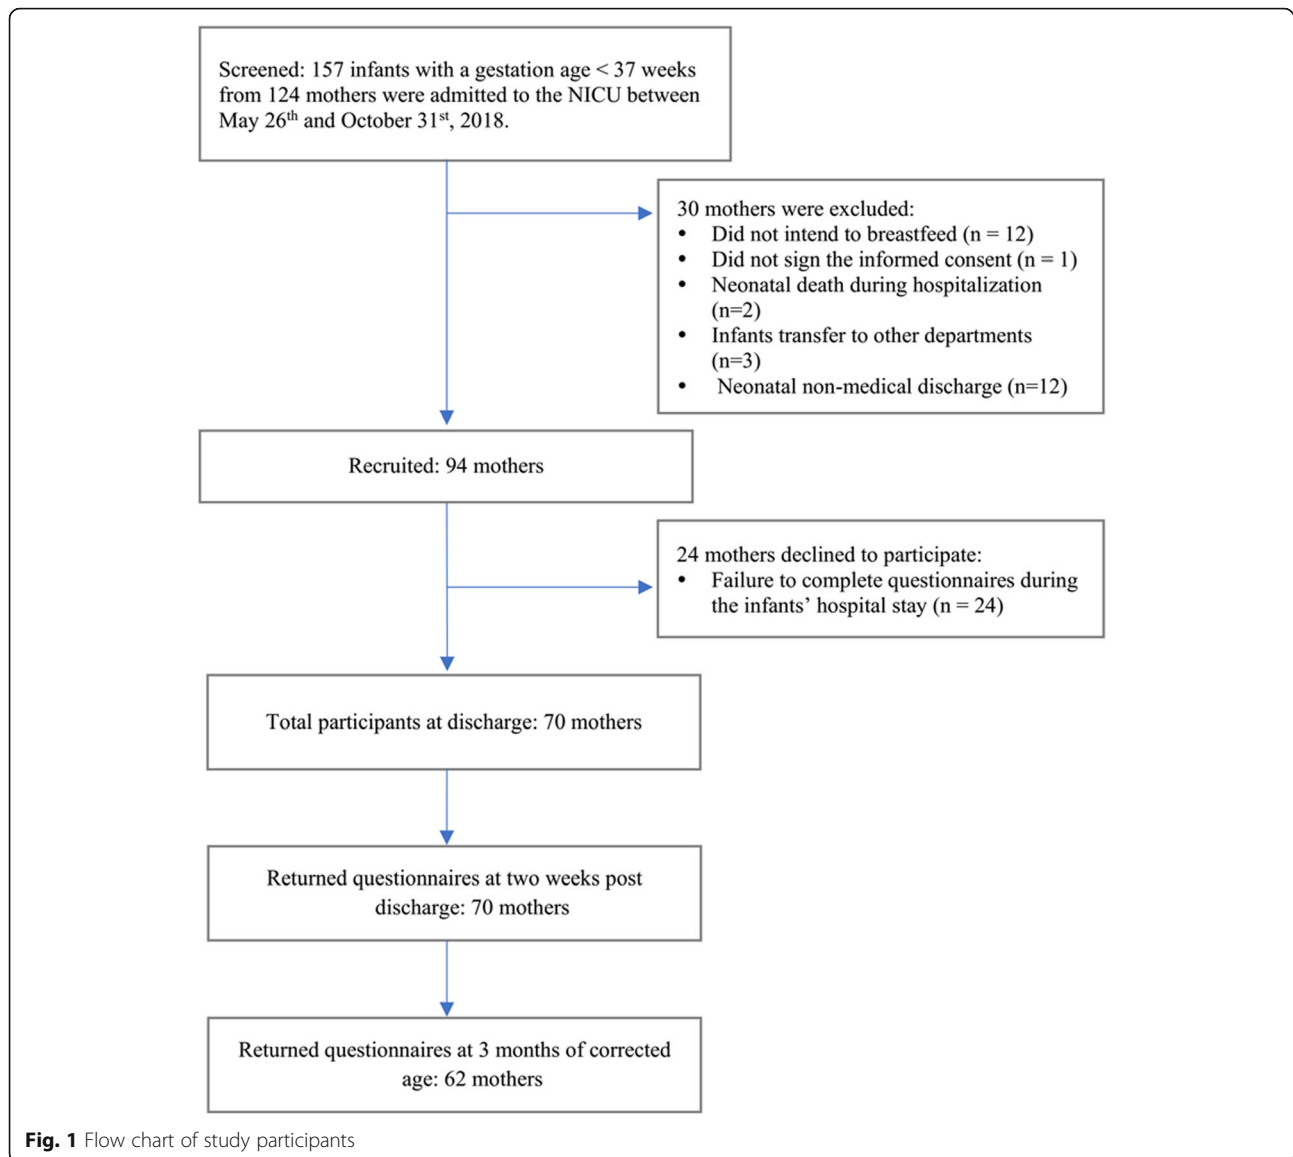 Screened: 157 infants with a gestation age < 37 weeks
from 124 mothers were admitted to the NICU between
May 26th and October 31st, 2018.
30 mothers were excluded:
• Did not intend to breastfeed (n = 12)
• Did not sign the informed consent (n = 1)
• Neonatal death during hospitalization
(n=2)
• Infants transfer to other departments
(n=3)
• Neonatal non-medical discharge (n=12)
Recruited: 94 mothers
24 mothers declined to participate:
• Failure to complete questionnaires during
the infants’ hospital stay (n = 24)
Total participants at discharge: 70 mothers
Returned questionnaires at two weeks post
discharge: 70 mothers
Returned questionnaires at 3 months of corrected
age: 62 mothers
Fig. 1 Flow chart of study participants